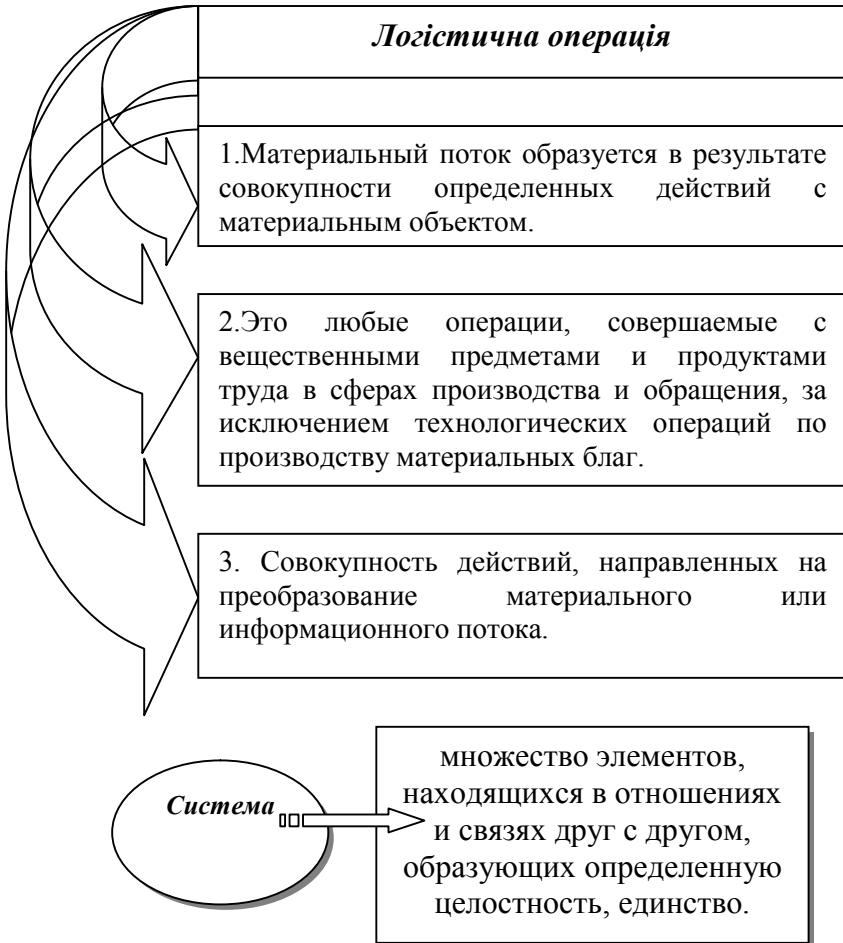 Логістична операція
1.Материальный поток образуется в результате
совокупности определенных действий с
материальным объектом.
2.Это любые операции, совершаемые с
вещественными предметами и продуктами
труда в сферах производства и обращения, за
исключением технологических операций по
производству материальных благ.
3. Совокупность действий, направленных на
преобразование материального или
информационного потока.
Система
множество элементов,
находящихся в отношениях
и связях друг с другом,
образующих определенную
целостность, единство.